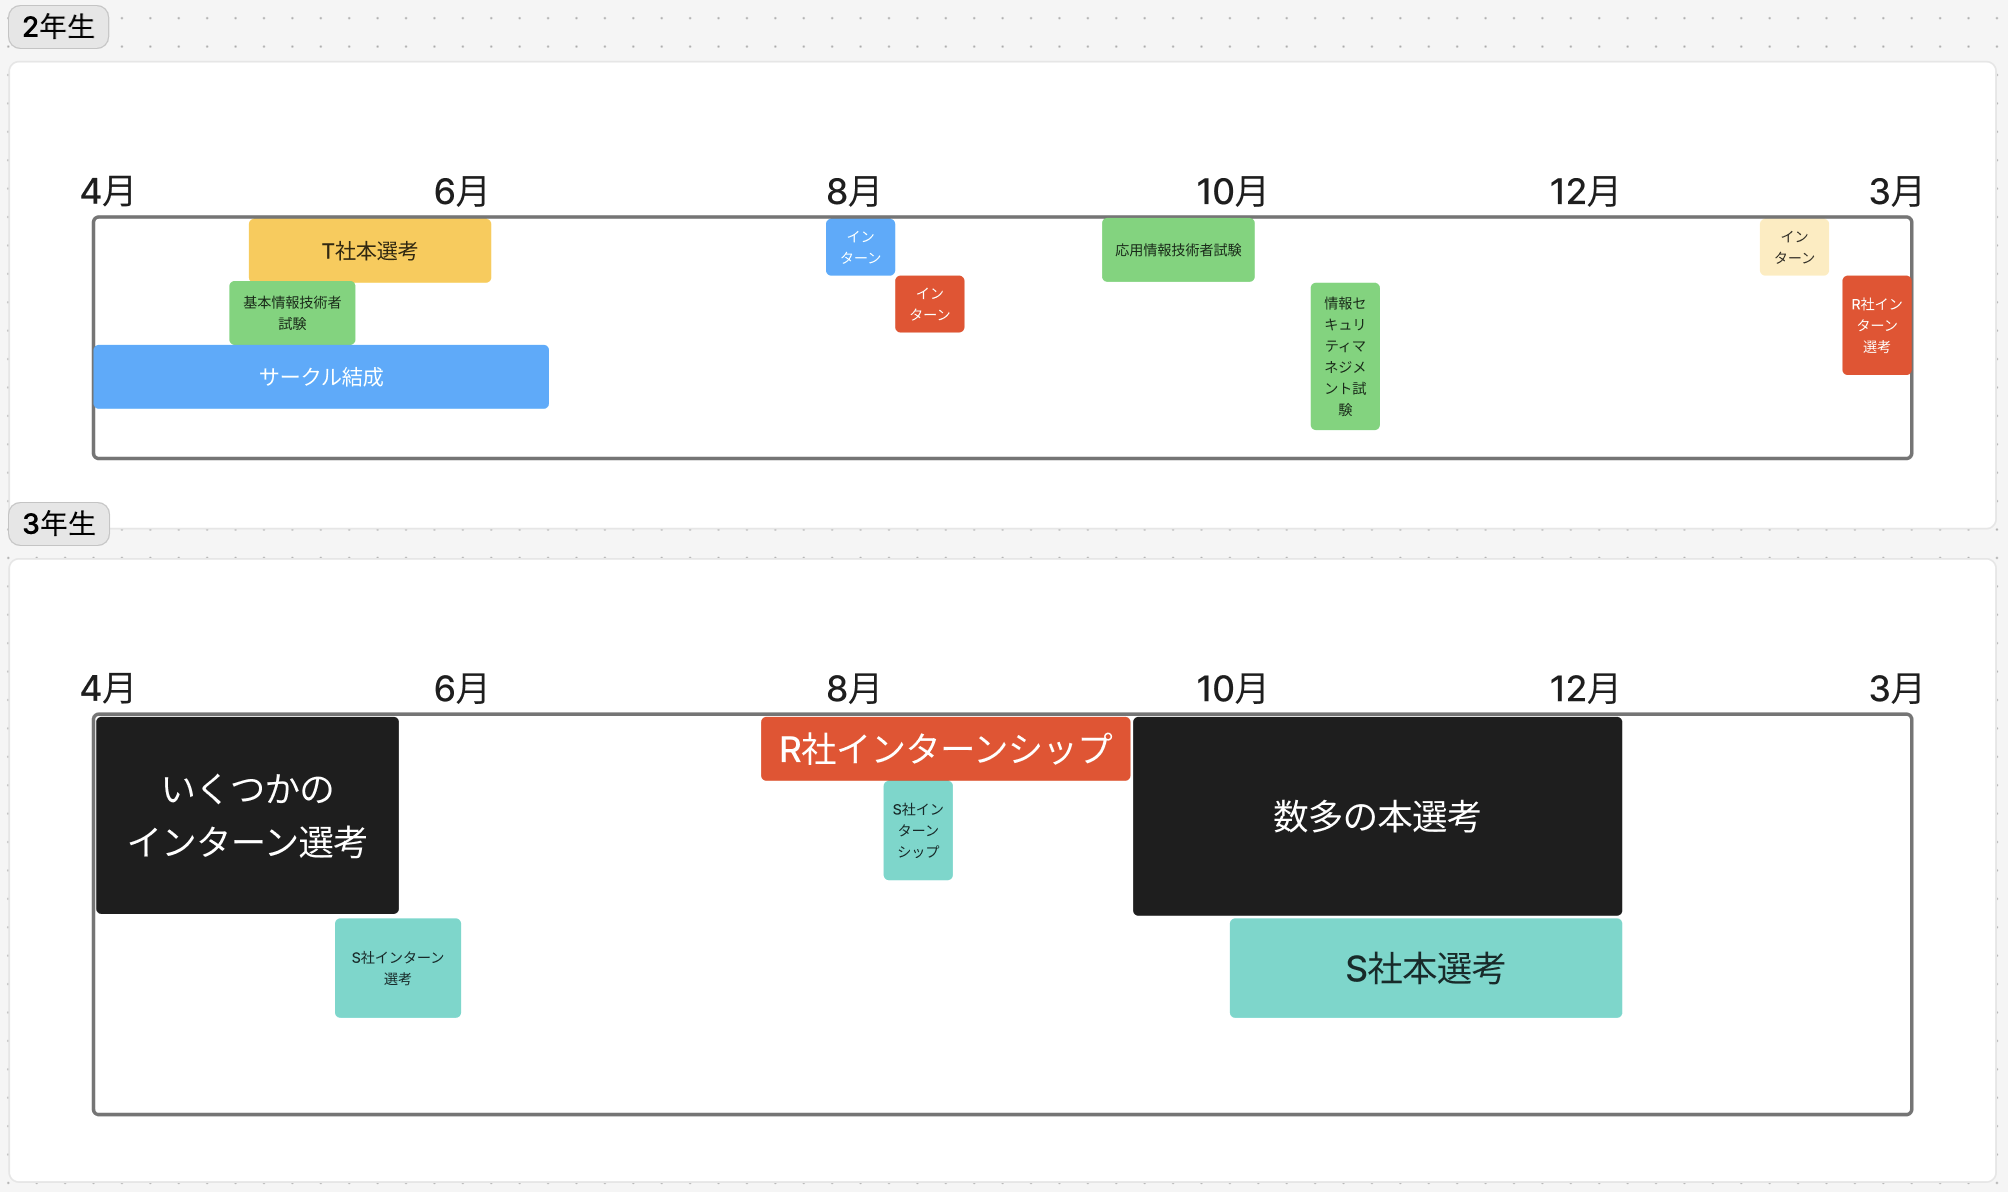 2年生
4月
6月
8月
10月
12月
3月
T社本選考
基本情報技術者
試験
サークル結成
イン
ターン
イン
ターン
応用情報技術者試験
情報セ
キュリ
ティマ
ネジメ
ント試
験
イン
ターン
R社イン
ターン
選考
3年生
4月
6月
8月
10月
12月
3月
いくつかの
インターン選考
S社インターン
選考
R社インターンシップ
S社イン
ターン
シップ
数多の本選考
S社本選考